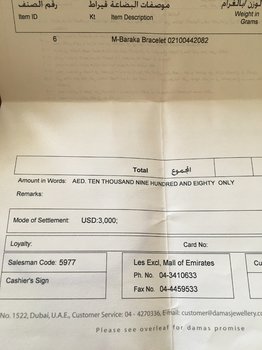 رقم الصنف قيراط موصفات البضاعة الوزن /بالغرام
Item ID Kt Item Description Weight in
Grams
6 M-Baraka Bracelet 02100442082
Total المجموع
Amount in Words: AED. TEN THOUSAND NINE HUNDRED AND EIGHTY ONLY
Remarks:
Mode of Settlement: USD:3,000;
Loyalty: Card No:
Salesman Code: 5977 Les Excl, Mall of Emirates Cu
Cashier's Sign Ph. No. 04-3410633
Fax No. 04-4459533
No. 1522, Dubai, U.A.E., Customer Service: 04 - 4270336, Email: customer@damasjewellery.c
Please see overleaf for damas promise